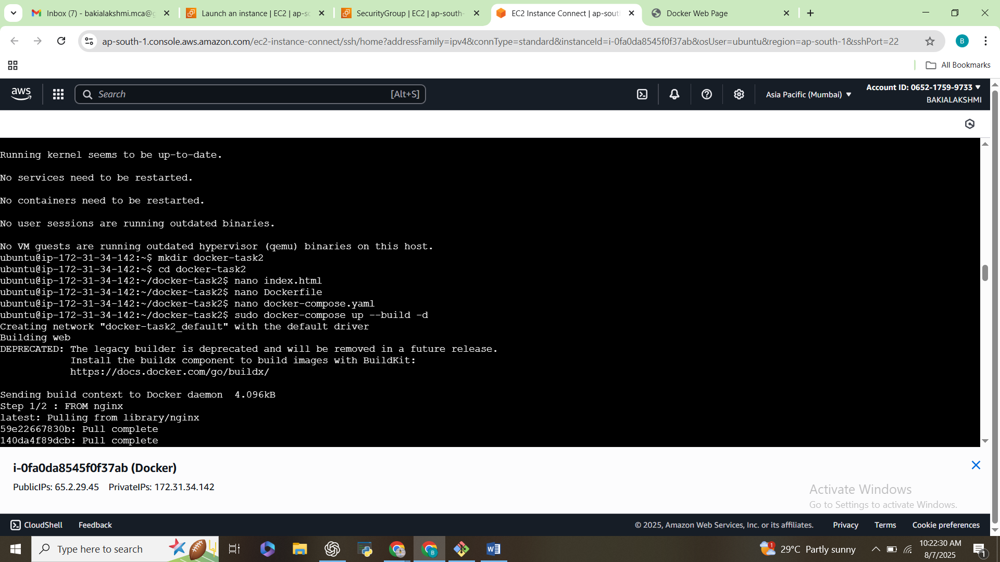 Inbox (7) - bakialakshmi.mca@g
Launch an instance | EC2 | ap-so
SecurityGroup | EC2 | ap-south-
EC2 Instance Connect | ap-sout
Docker Web Page
ap-south-1.console.aws.amazon.com/ec2-instance-connect/ssh/home?addressFamily=ipv4&connType=standard&instanceId=i-0fa0da8545f0f37ab&osUser=ubuntu&region=ap-south-1&sshPort=22
B
All Bookmarks
aws
Search
[Alt+S]
Asia Pacific (Mumbai)
Account ID: 0652-1759-9733
BAKIALAKSHMI
Running kernel seems to be up-to-date.
No services need to be restarted.
No containers need to be restarted.
No user sessions are running outdated binaries.
No VM guests are running outdated hypervisor (qemu) binaries on this host.
ubuntu@ip-172-31-34-142:~$ mkdir docker-task2
ubuntu@ip-172-31-34-142:~$ cd docker-task2
ubuntu@ip-172-31-34-142:~/docker-task2$ nano index.html
ubuntu@ip-172-31-34-142:~/docker-task2$ nano Dockerfile
ubuntu@ip-172-31-34-142:~/docker-task2$ nano docker-compose.yaml
ubuntu@ip-172-31-34-142:~/docker-task2$ sudo docker-compose up --build -d
Creating network "docker-task2_default" with the default driver
Building web
DEPRECATED: The legacy builder is deprecated and will be removed in a future release.
Install the buildx component to build images with BuildKit:
https://docs.docker.com/go/buildx/
Sending build context to Docker daemon  4.096kB
Step 1/2 : FROM nginx
latest: Pulling from library/nginx
59e22667830b: Pull complete
140da4f89dcb: Pull complete
i-0fa0da8545f0f37ab (Docker)
PublicIPs: 65.2.29.45 PrivateIPs: 172.31.34.142
Activate Windows
Go to Settings to activate Windows.
CloudShell
Feedback
© 2025, Amazon Web Services, Inc. or its affiliates.
Privacy
Terms
Cookie preferences
Type here to search
B
1
29°C Partly sunny
10:22:30 AM
8/7/2025
1